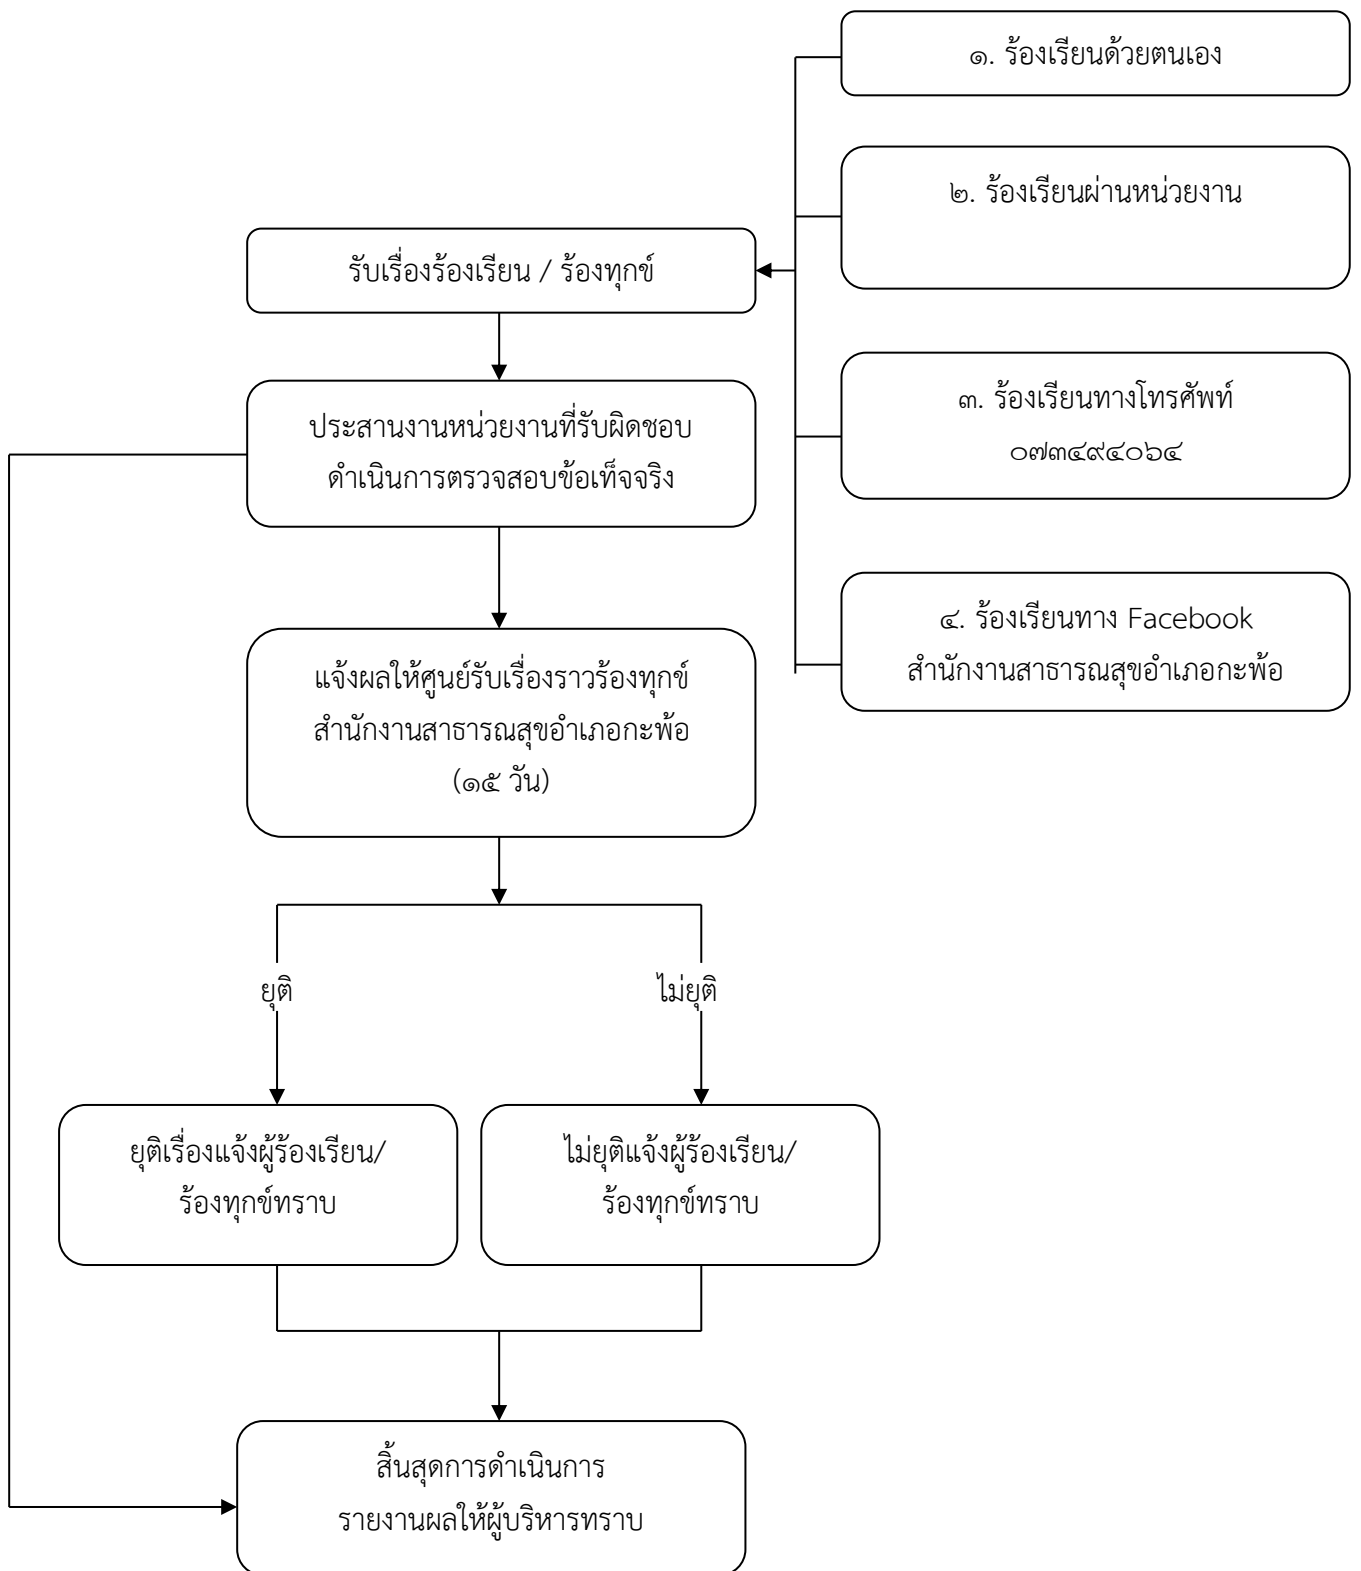 ๑. ร้องเรียนด้วยตนเอง
๒. ร้องเรียนผ่านหน่วยงาน
รับเรื่องร้องเรียน / ร้องทุกข์
๓. ร้องเรียนทางโทรศัพท์
๐๗๓๔๙๔๐๖๔
ประสานงานหน่วยงานที่รับผิดชอบ
ดำเนินการตรวจสอบข้อเท็จจริง
๔. ร้องเรียนทาง Facebook
สำนักงานสาธารณสุขอำเภอกะพ้อ
แจ้งผลให้ศูนย์รับเรื่องราวร้องทุกข์
สำนักงานสาธารณสุขอำเภอกะพ้อ
(๑๕ วัน)
ยุติ
ไม่ยุติ
ยุติเรื่องแจ้งผู้ร้องเรียน/
ร้องทุกข์ทราบ
ไม่ยุติแจ้งผู้ร้องเรียน/
ร้องทุกข์ทราบ
สิ้นสุดการดำเนินการ
รายงานผลให้ผู้บริหารทราบ